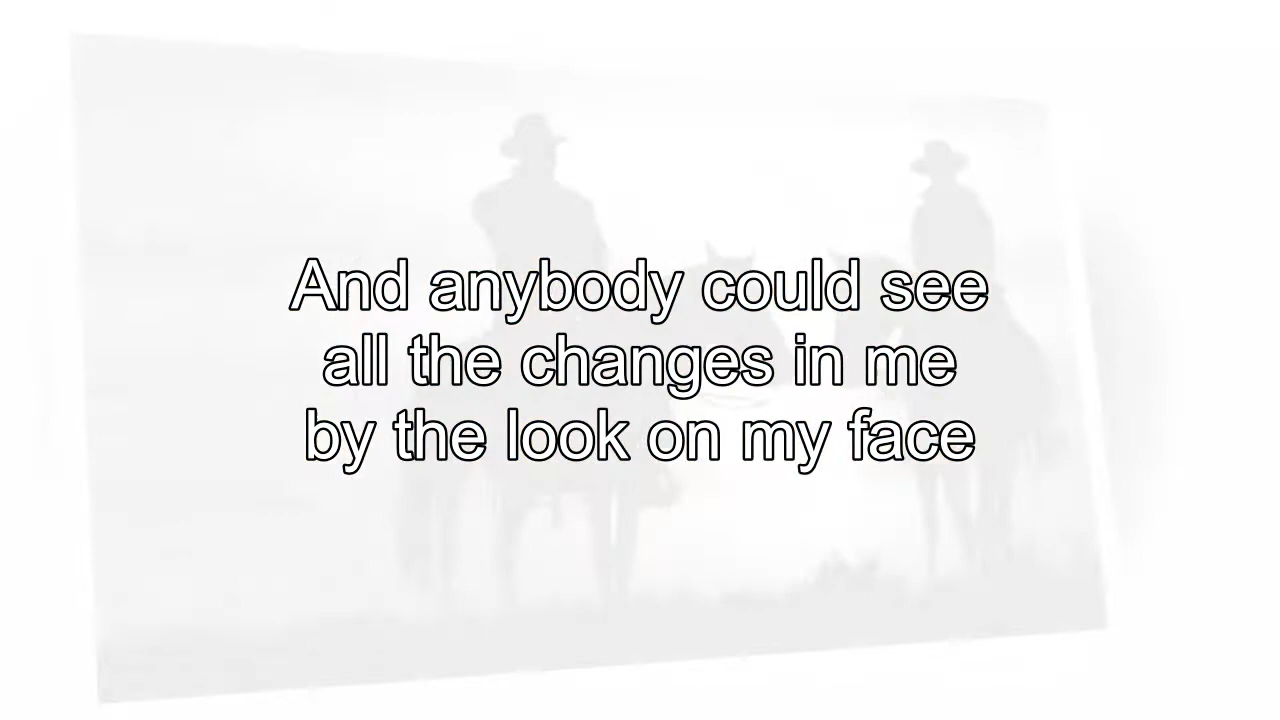 And anybody could see
all the changes in me
by the look on my face